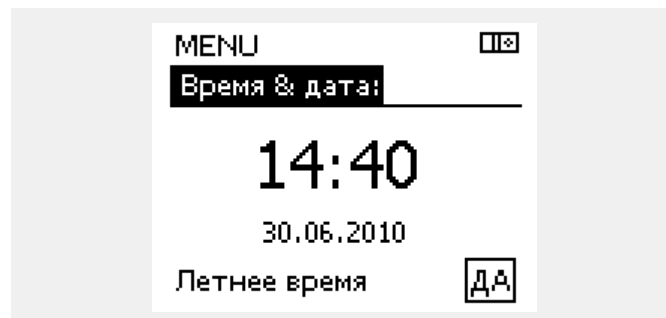 MENU
Время & дата:
14:40
30.06.2010
Летнее время ДА